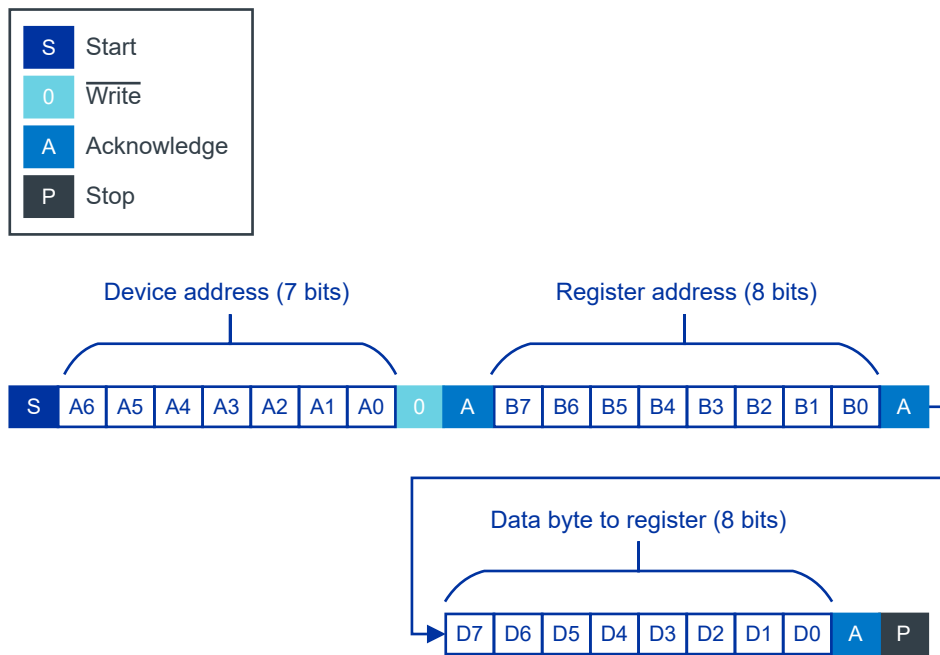 S Start
0 Write
A Acknowledge
P Stop
Device address (7 bits) Register address (8 bits)
S A6 A5 A4 A3 A2 A1 A0 0 A B7 B6 B5 B4 B3 B2 B1 B0 A
Data byte to register (8 bits)
D7 D6 D5 D4 D3 D2 D1 D0 A P